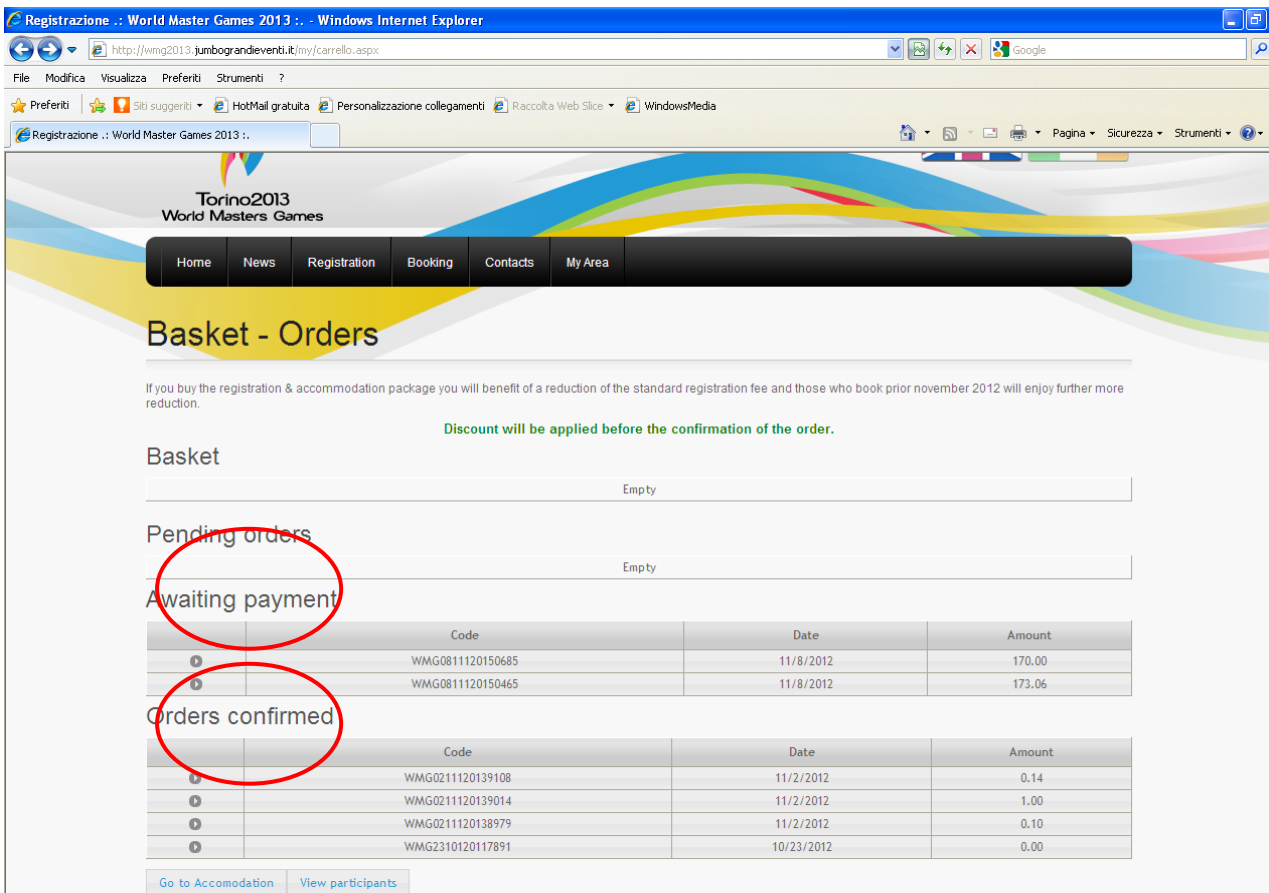 Registrazione .: World Master Games 2013 :. - Windows Internet Explorer
http://wmg2013.jumbograndieventi.it/my/carrello.aspx
Google
File Modifica Visualizza Preferiti Strumenti ?
Preferiti Siti suggeriti HotMail gratuita Personalizzazione collegamenti Raccolta Web Slice WindowsMedia
Registrazione .: World Master Games 2013 :. Pagina Sicurezza Strumenti
Torino2013
World Masters Games
Home News Registration Booking Contacts My Area
Basket - Orders
If you buy the registration & accommodation package you will benefit of a reduction of the standard registration fee and those who book prior november 2012 will enjoy further more
reduction.
Discount will be applied before the confirmation of the order.
Basket
Empty
Pending orders
Empty
Awaiting payment
Code Date Amount
WMG0811120150685 11/8/2012 170.00
WMG0811120150465 11/8/2012 173.06
Orders confirmed
Code Date Amount
WMG0211120139108 11/2/2012 0.14
WMG0211120139014 11/2/2012 1.00
WMG0211120138979 11/2/2012 0.10
WMG2310120117891 10/23/2012 0.00
Go to Accomodation View participants